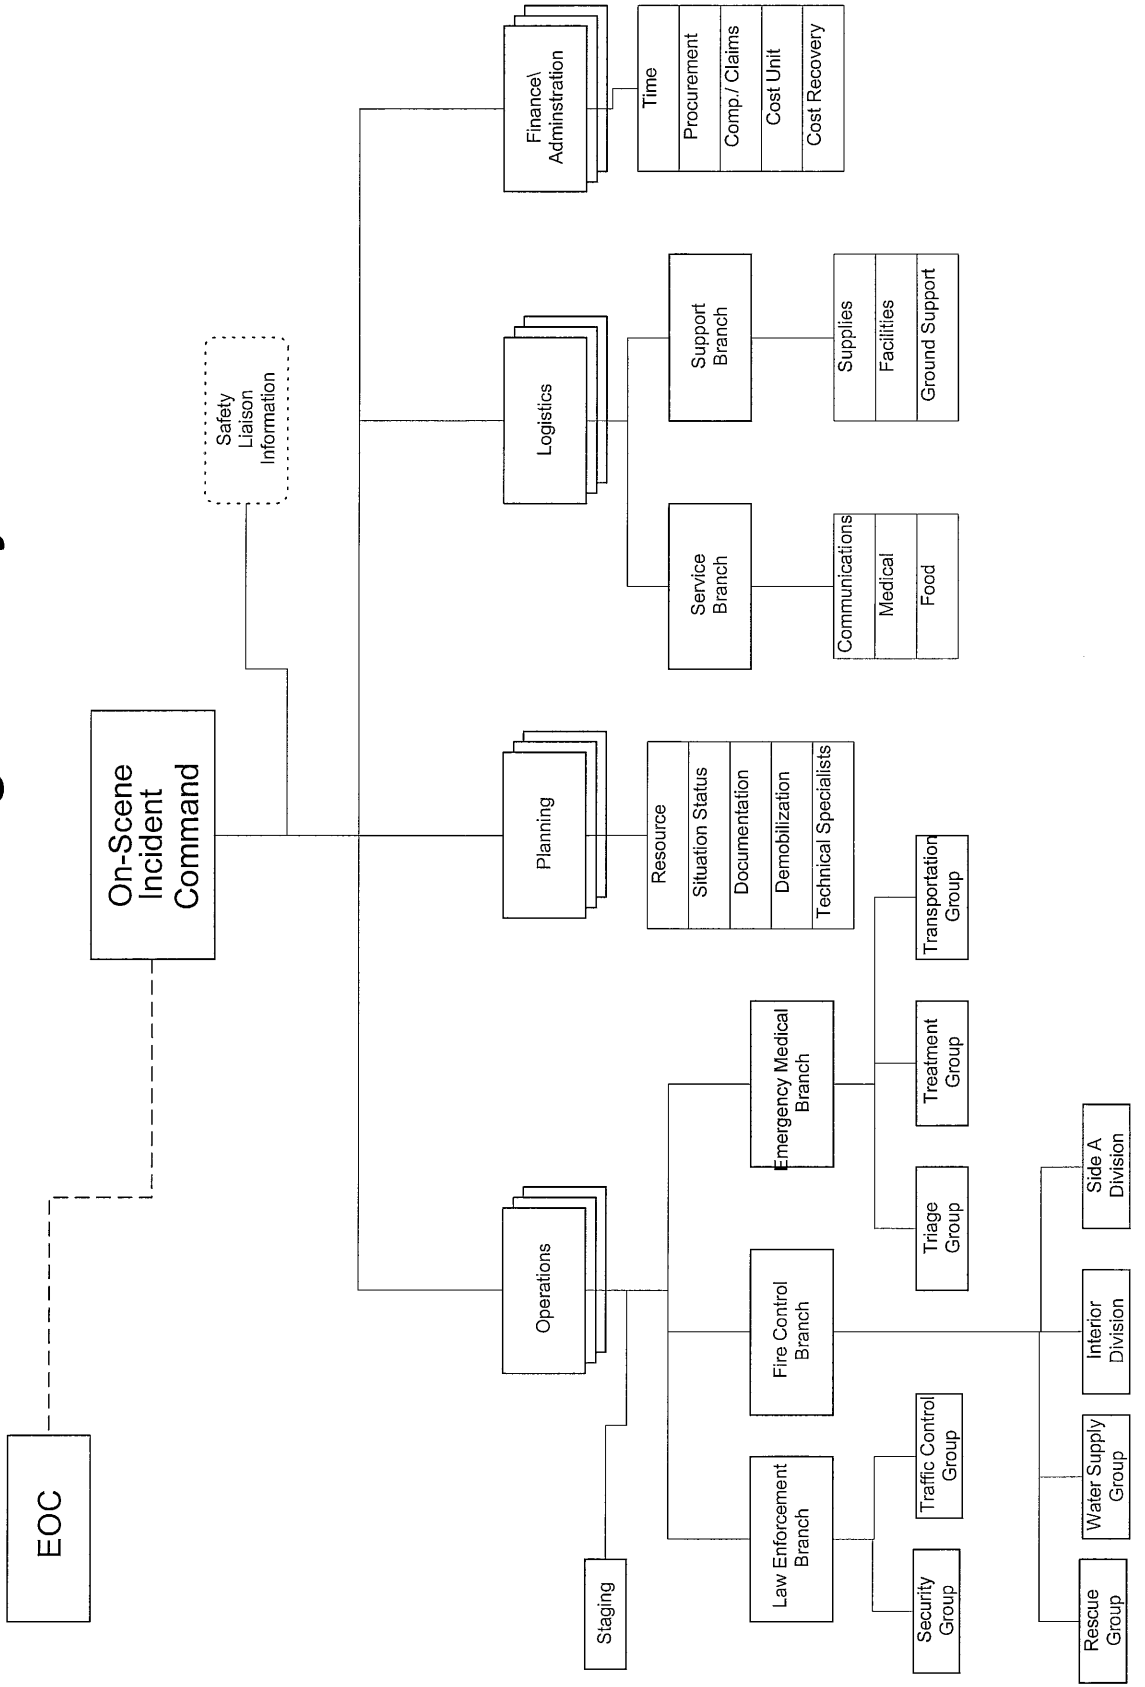 EOC
On-Scene
Incident
Command
Safety
Liaison
Information
Operations
Planning
Logistics
Finance\
Adminstration
Staging
Law Enforcement
Branch
Fire Control
Branch
Emergency Medical
Branch
Security
Group
Traffic Control
Group
Triage
Group
Treatment
Group
Transportation
Group
Rescue
Group
Water Supply
Group
Interior
Division
Side A
Division
Resource
Situation Status
Documentation
Demobilization
Technical Specialists
Service
Branch
Support
Branch
Communications
Medical
Food
Supplies
Facilities
Ground Support
Time
Procurement
Comp./ Claims
Cost Unit
Cost Recovery